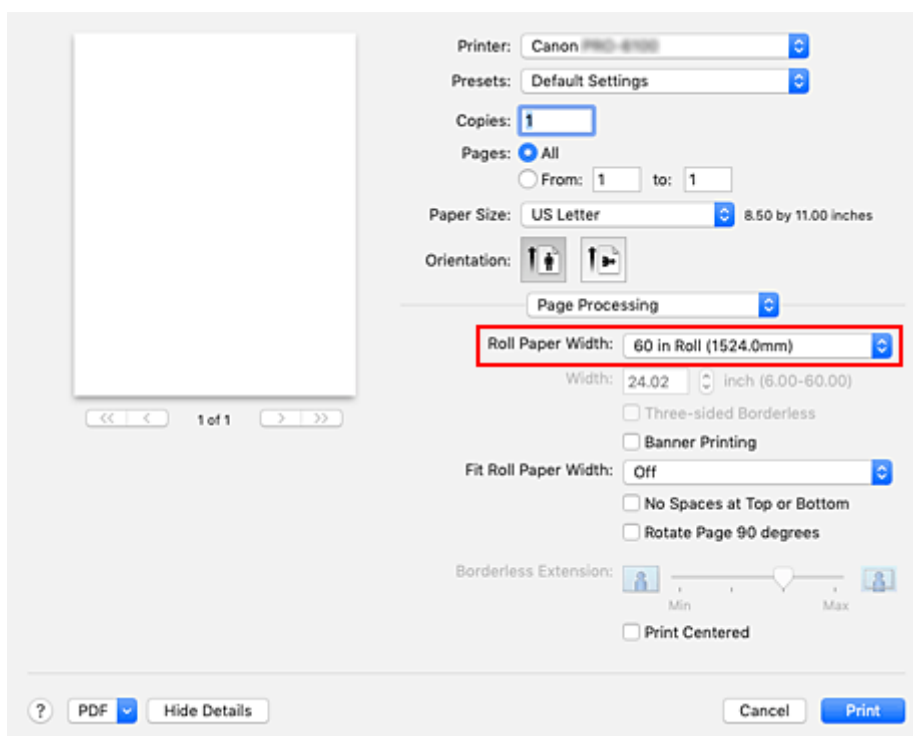 Printer: Canon
Presets: Default Settings
Copies: 1
Pages: All
From: 1 to: 1
Paper Size: US Letter 8.50 by 11.00 inches
Orientation:
Page Processing
Roll Paper Width: 60 in Roll (1524.0mm)
Width: 24.02 inch (6.00-60.00)
Three-sided Borderless
<< < 1 of 1 > >>
Banner Printing
Fit Roll Paper Width: Off
No Spaces at Top or Bottom
Rotate Page 90 degrees
Borderless Extension:
Min Max
Print Centered
? PDF Hide Details Cancel Print